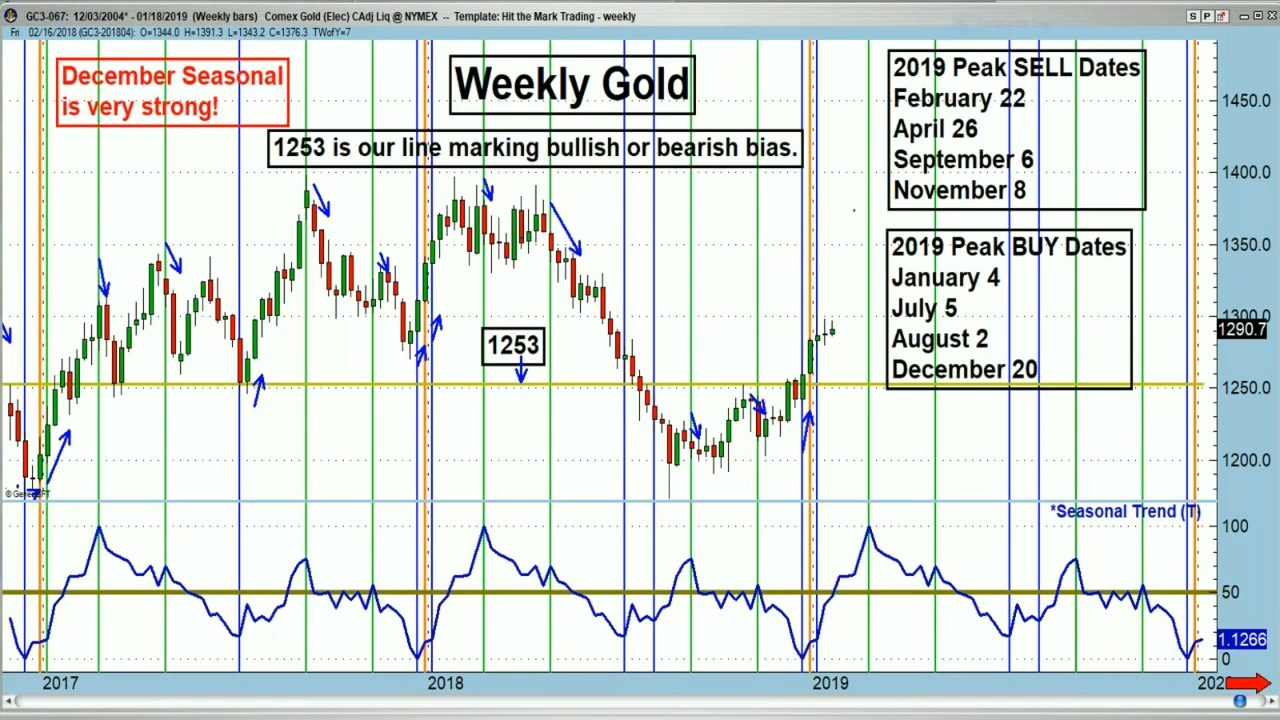 GC3-067: 12/03/2004* - 01/18/2019 (Weekly bars) Comex Gold (Elec) CAdj Liq @ NYMEX -- Template: Hit the Mark Trading - weekly
S P
Fri 02/16/2018 (GC3-201804): O=1344.0 H=1391.3 L=1343.2 C=1376.3 TWofY=7
December Seasonal
is very strong!
Weekly Gold
1253 is our line marking bullish or bearish bias.
2019 Peak SELL Dates
February 22
April 26
September 6
November 8
2019 Peak BUY Dates
January 4
July 5
August 2
December 20
1253
1450.0
1400.0
1350.0
1300.0
1290.7
1250.0
1200.0
*Seasonal Trend (T)
100
50
1.1266
0
2017
2018
2019